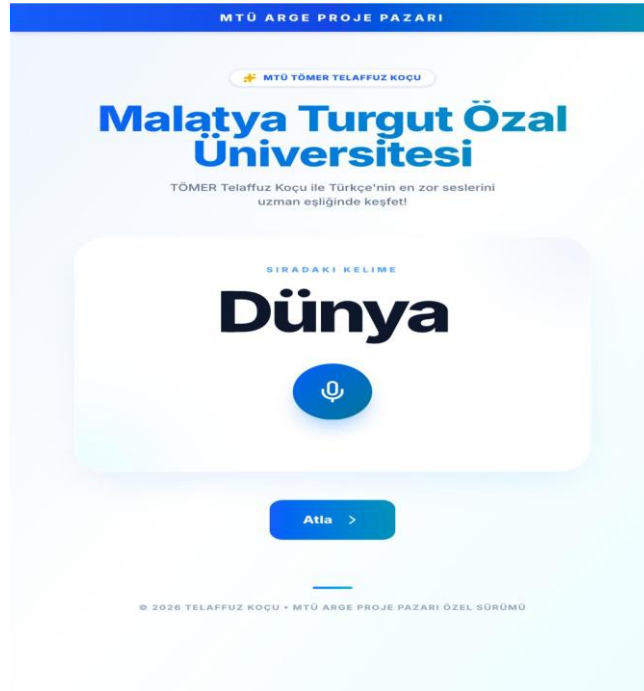 MTÜ ARGE PROJE PAZARI
MTÜ TÖMER TELAFFUZ KOÇU
Malatya Turgut Özal
Üniversitesi
TÖMER Telaffuz Koçu ile Türkçe'nin en zor seslerini
uzman eşliğinde keşfet!
SIRADAKI KELIME
Dünya
Atla >
© 2026 TELAFFUZ KOÇU • MTÜ ARGE PROJE PAZARI ÖZEL SÜRÜMÜ